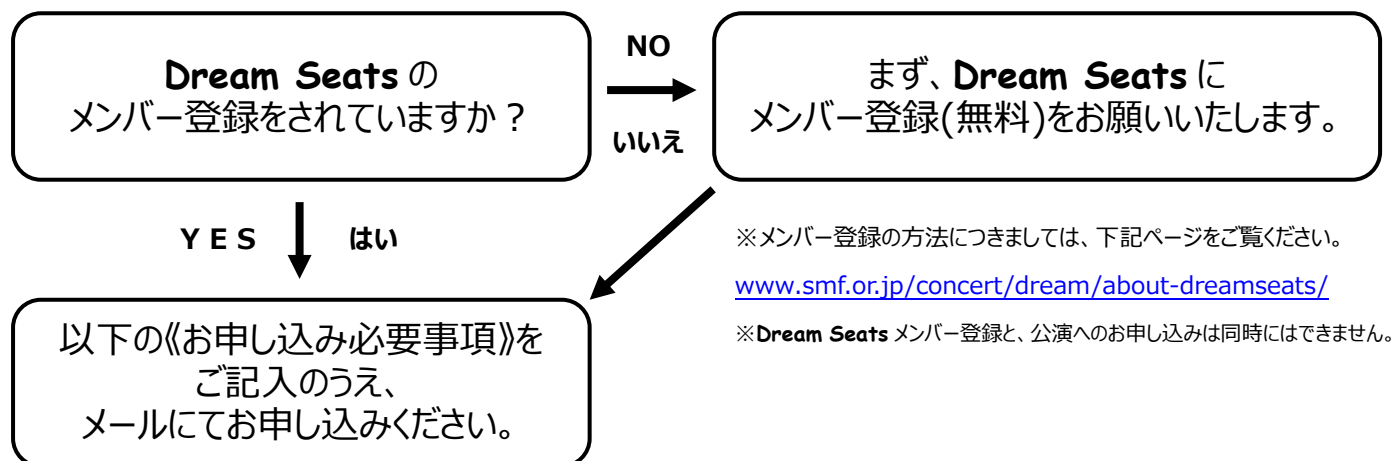 Dream Seats の
メンバー登録をされていますか？
NO
いいえ
まず、Dream Seats に
メンバー登録(無料)をお願いいたします。
YES
はい
※メンバー登録の方法につきましては、下記ページをご覧ください。
www.smf.or.jp/concert/dream/about-dreamseats/
※Dream Seats メンバー登録と、公演へのお申し込みは同時にはできません。
以下の《お申し込み必要事項》を
ご記入のうえ、
メールにてお申し込みください。